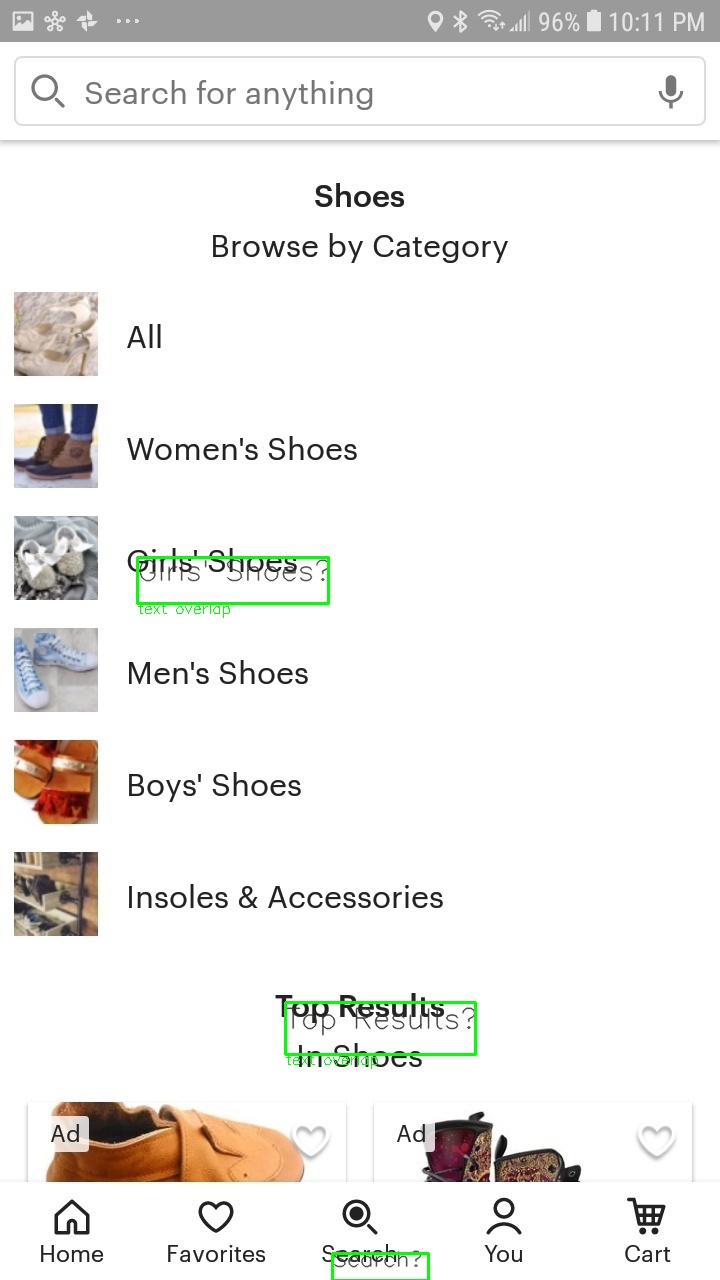 96% 10:11 PM
Search for anything
Shoes
Browse by Category
All
Women's Shoes
Girls' Shoes
Girls' Shoes?
text overlap
Men's Shoes
Boys' Shoes
Insoles & Accessories
Top Results
Top Results?
In Shoes
text overlap
Ad
Ad
Home Favorites Search You Cart
Search?